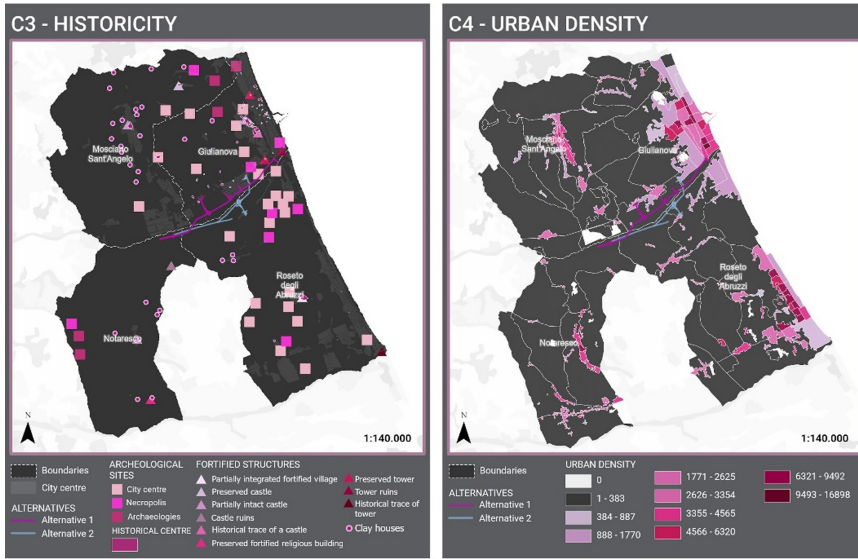 C3 - HISTORICITY
Mosciano
Sant'Angelo
Giulianova
Roseto
degli
Abruzzi
Notaresco
N
1:140.000
Boundaries
City centre
ALTERNATIVES
Alternative 1
Alternative 2
ARCHEOLOGICAL
SITES
City centre
Necropolis
Archaeologies
HISTORICAL CENTRE
FORTIFIED STRUCTURES
Partially integrated fortified village
Preserved castle
Partially intact castle
Castle ruins
Historical trace of a castle
Preserved fortified religious building
Preserved tower
Tower ruins
Historical trace of
tower
Clay houses
C4 - URBAN DENSITY
Mosciano
Sant'Angelo
Giulianova
Roseto
degli
Abruzzi
Notaresco
N
1:140.000
Boundaries
ALTERNATIVES
Alternative 1
Alternative 2
URBAN DENSITY
0
1 - 383
384 - 887
888 - 1770
1771 - 2625
2626 - 3354
3355 - 4565
4566 - 6320
6321 - 9492
9493 - 16898